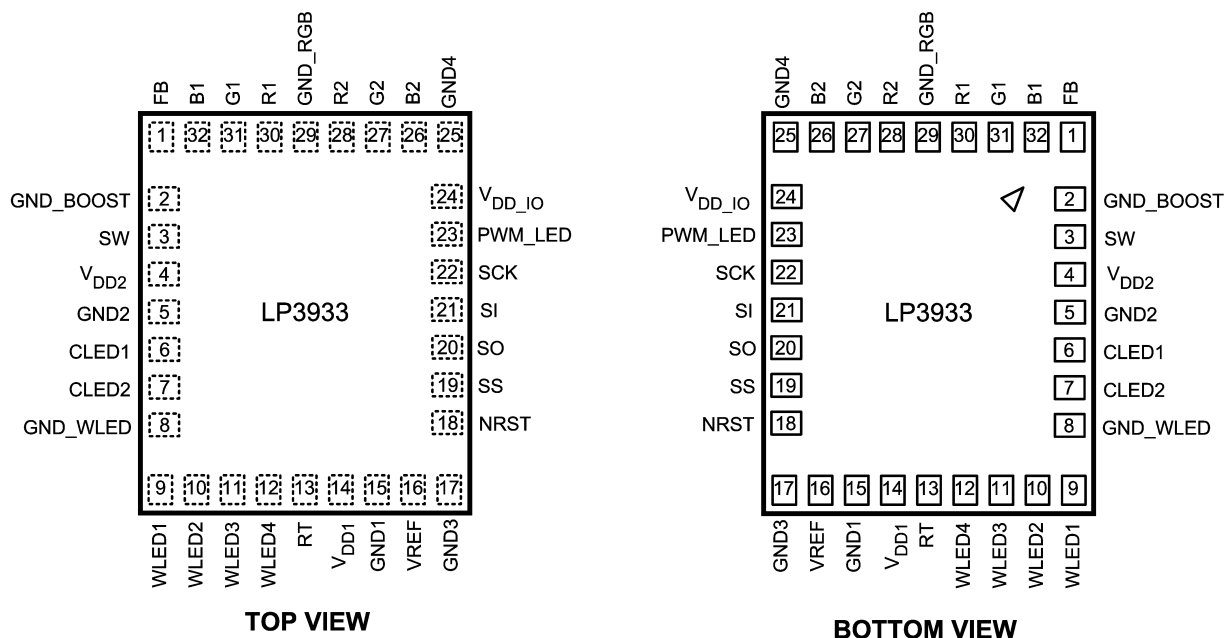 FB B1 G1 R1 GND_RGB R2 G2 B2 GND4
1 32 31 30 29 28 27 26 25
GND_BOOST 2 24 VDD_IO
SW 3 23 PWM_LED
VDD2 4 22 SCK
GND2 5 LP3933 21 SI
CLED1 6 20 SO
CLED2 7 19 SS
GND_WLED 8 18 NRST
9 10 11 12 13 14 15 16 17
WLED1 WLED2 WLED3 WLED4 RT VDD1 GND1 VREF GND3
TOP VIEW
GND4 B2 G2 R2 GND_RGB R1 G1 B1 FB
25 26 27 28 29 30 31 32 1
VDD_IO 24 2 GND_BOOST
PWM_LED 23 3 SW
SCK 22 4 VDD2
SI 21 LP3933 5 GND2
SO 20 6 CLED1
SS 19 7 CLED2
NRST 18 8 GND_WLED
17 16 15 14 13 12 11 10 9
GND3 VREF GND1 VDD1 RT WLED4 WLED3 WLED2 WLED1
BOTTOM VIEW